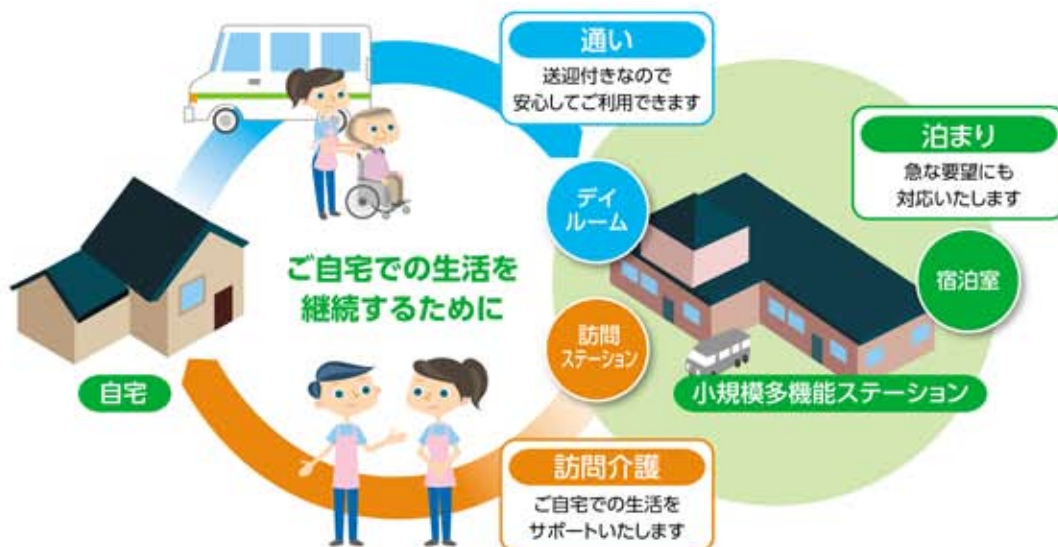 通い
送迎付きなので
安心してご利用できます
泊まり
急な要望にも
対応いたします
デイ
ルーム
宿泊室
ご自宅での生活を
継続するために
訪問
ステーション
自宅
小規模多機能ステーション
訪問介護
ご自宅での生活を
サポートいたします